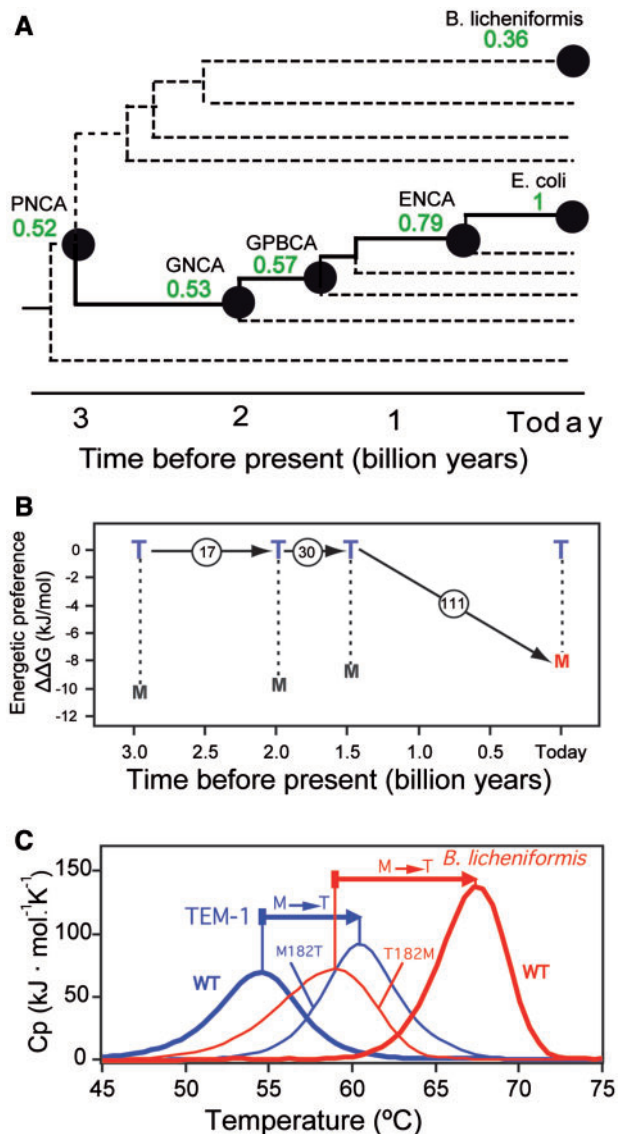 A
B. licheniformis
0.36
PNCA
0.52
GNCA
0.53
GPBCA
0.57
ENCA
0.79
E. coli
1
3 2 1 Today
Time before present (billion years)
B
Energetic preference
ΔΔG (kJ/mol)
0
-2
-4
-6
-8
-10
-12
T 17 T 30 T T
111
M M M M
3.0 2.5 2.0 1.5 1.0 0.5 Today
Time before present (billion years)
C
Cp (kJ · mol⁻¹K⁻¹)
150
100
50
0
M→T B. licheniformis
TEM-1 M→T
WT M182T T182M WT
45 50 55 60 65 70 75
Temperature (ºC)